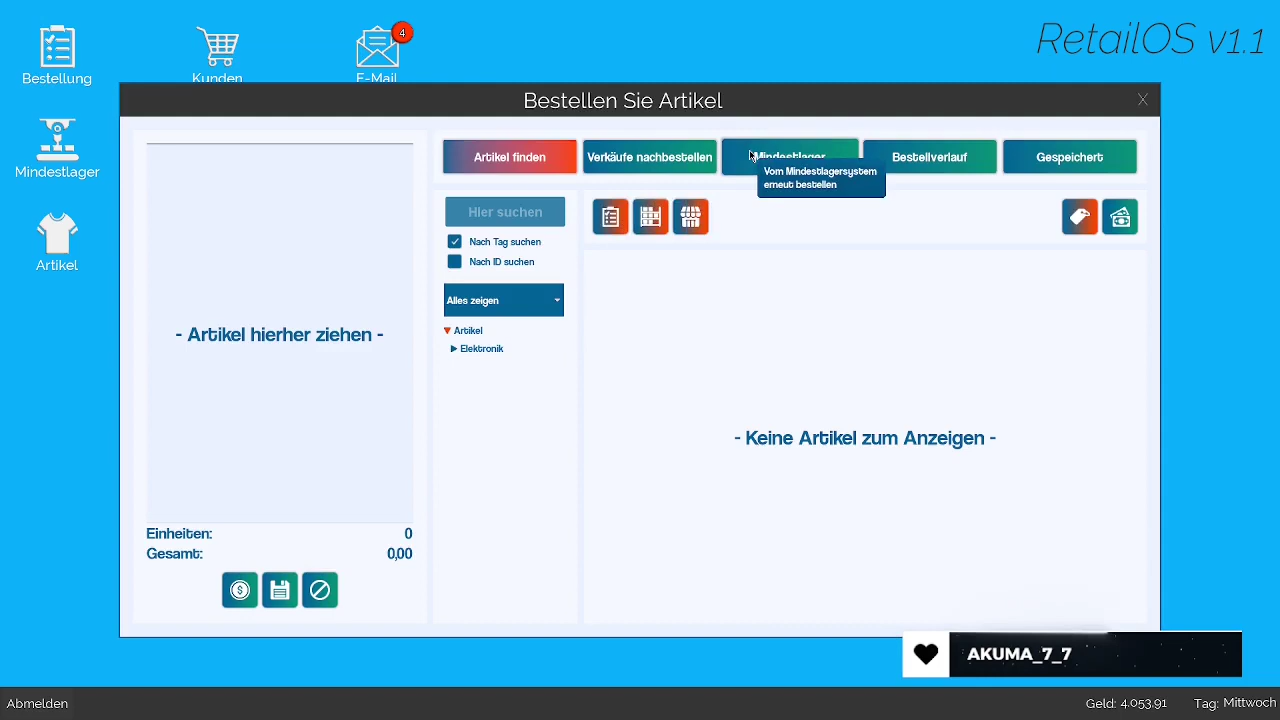 RetailOS v1.1
4
Bestellung
Kunden
E-Mail
Mindestlager
Artikel
Bestellen Sie Artikel
X
Artikel finden
Verkäufe nachbestellen
Mindestlager
Bestellverlauf
Gespeichert
Vom Mindestlagersystem
erneut bestellen
Hier suchen
Nach Tag suchen
Nach ID suchen
Alles zeigen
Artikel
Elektronik
- Artikel hierher ziehen -
- Keine Artikel zum Anzeigen -
Einheiten: 0
Gesamt: 0,00
AKUMA_7_7
Abmelden
Geld: 4.053,91
Tag: Mittwoch